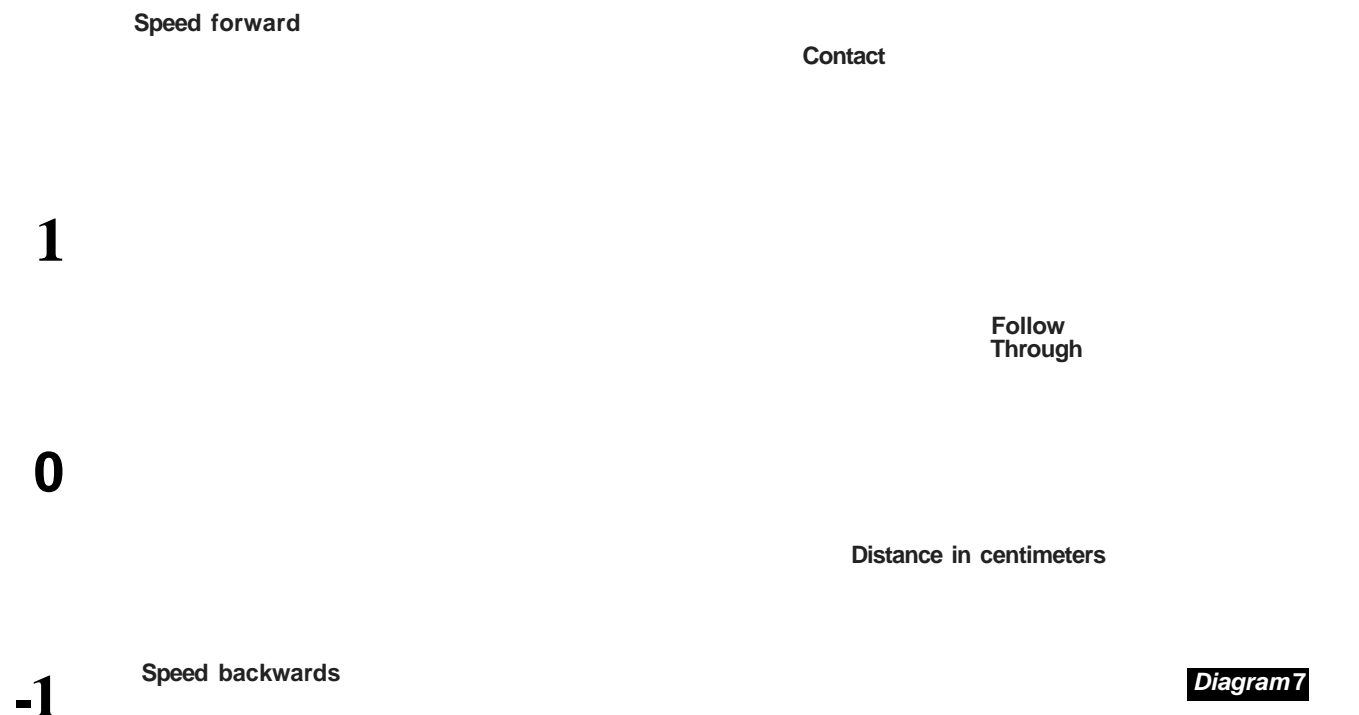 Speed forward
Contact
1
Follow
Through
0
Distance in centimeters
Speed backwards
-1
Diagram 7